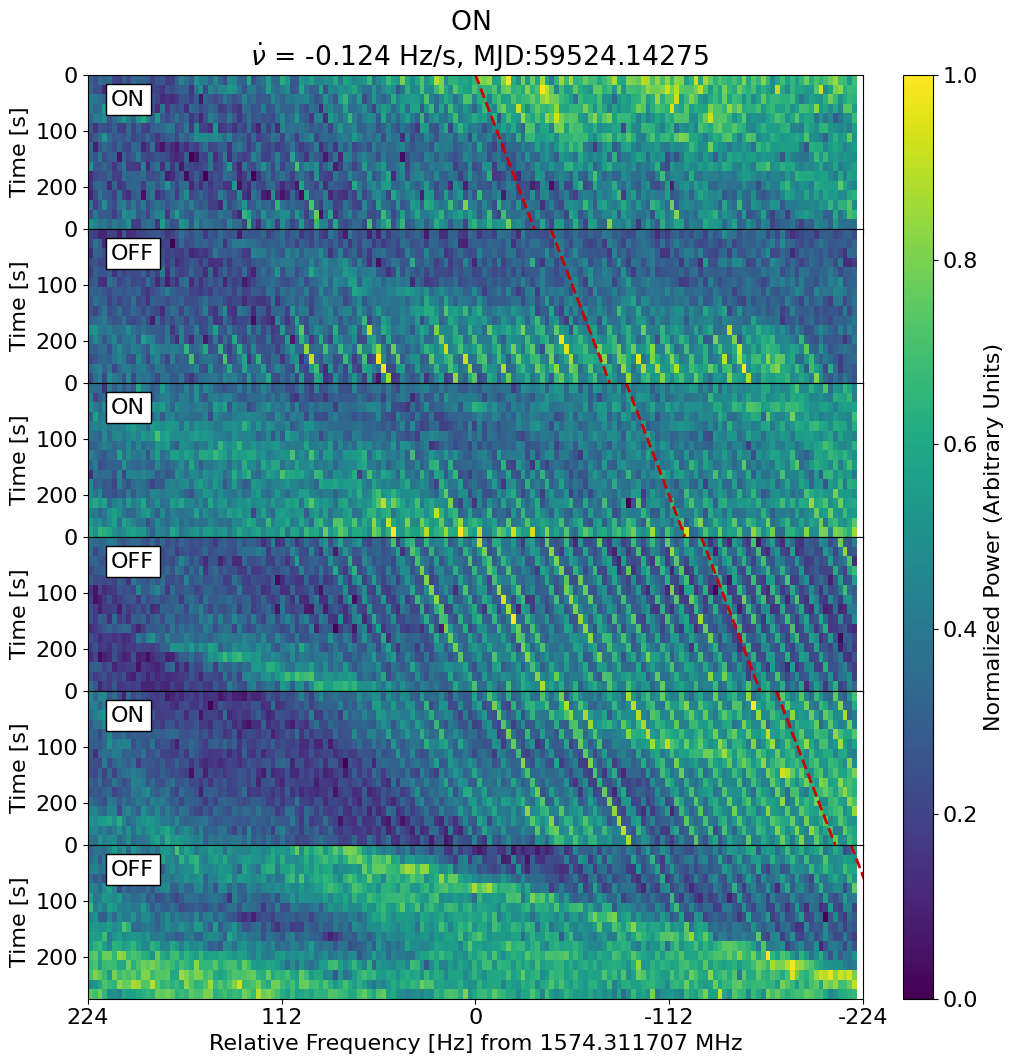 ON
ν̇ = -0.124 Hz/s, MJD:59524.14275
0
ON
100
200
Time [s]
0
OFF
100
200
Time [s]
0
ON
100
200
Time [s]
0
OFF
100
200
Time [s]
0
ON
100
200
Time [s]
0
OFF
100
200
Time [s]
224 112 0 -112 -224
Relative Frequency [Hz] from 1574.311707 MHz
1.0
0.8
0.6
0.4
0.2
0.0
Normalized Power (Arbitrary Units)